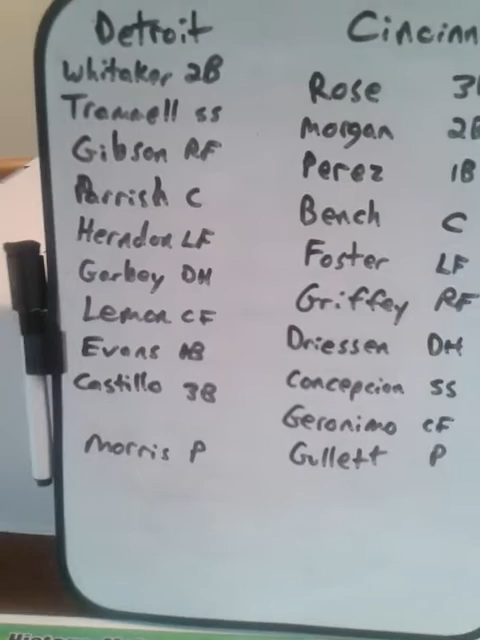 Detroit Cincinn
Whitaker 2B
Trammell SS
Gibson RF
Parrish C
Herndon LF
Garbey DH
Lemon CF
Evans 1B
Castillo 3B
Morris P
Rose 3B
Morgan 2B
Perez 1B
Bench C
Foster LF
Griffey RF
Driessen DH
Concepcion SS
Geronimo CF
Gullett P